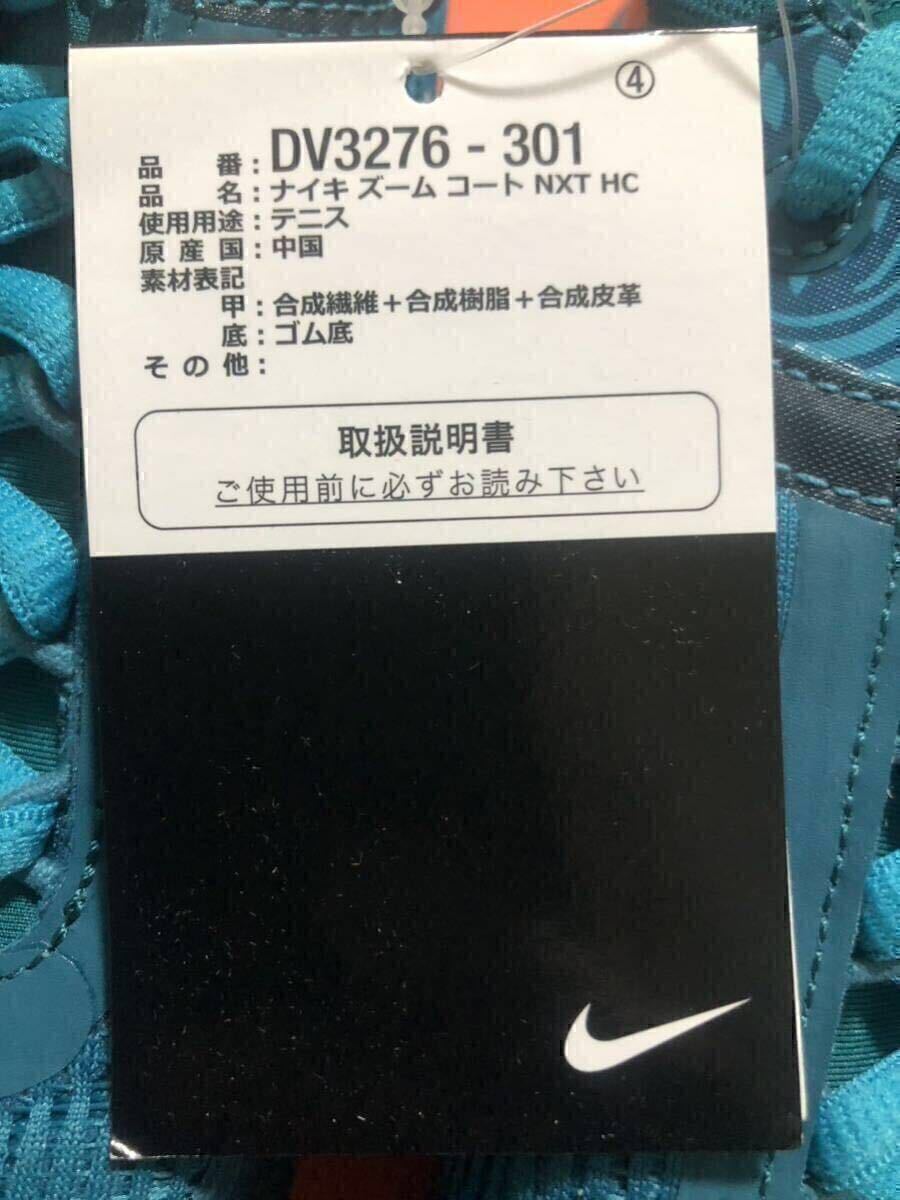 ④
品番：DV3276 - 301
品名：ナイキ ズーム コート NXT HC
使用用途：テニス
原産国：中国
素材表記
甲：合成繊維＋合成樹脂＋合成皮革
底：ゴム底
その他：
取扱説明書
ご使用前に必ずお読み下さい